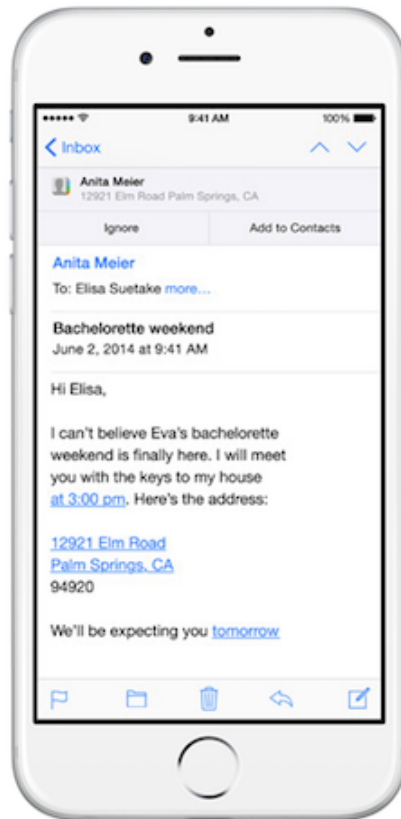 9:41 AM
100%
Inbox
Anita Meier
12921 Elm Road Palm Springs, CA
Ignore
Add to Contacts
Anita Meier
To: Elisa Suetake more...
Bachelorette weekend
June 2, 2014 at 9:41 AM
Hi Elisa,
I can't believe Eva's bachelorette
weekend is finally here. I will meet
you with the keys to my house
at 3:00 pm. Here's the address:
12921 Elm Road
Palm Springs, CA
94920
We'll be expecting you tomorrow